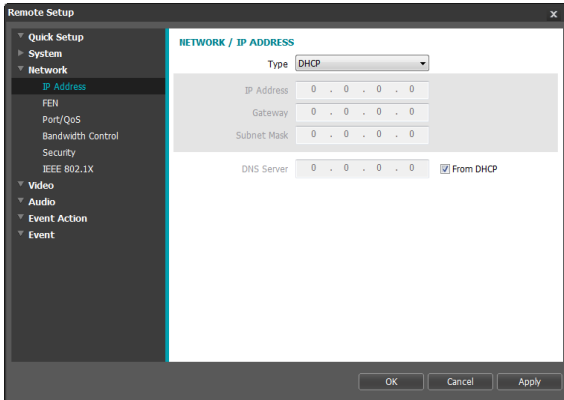 Remote Setup
x
Quick Setup
System
Network
IP Address
FEN
Port/QoS
Bandwidth Control
Security
IEEE 802.1X
Video
Audio
Event Action
Event
NETWORK / IP ADDRESS
Type DHCP
IP Address 0 . 0 . 0 . 0
Gateway 0 . 0 . 0 . 0
Subnet Mask 0 . 0 . 0 . 0
DNS Server 0 . 0 . 0 . 0 From DHCP
OK Cancel Apply